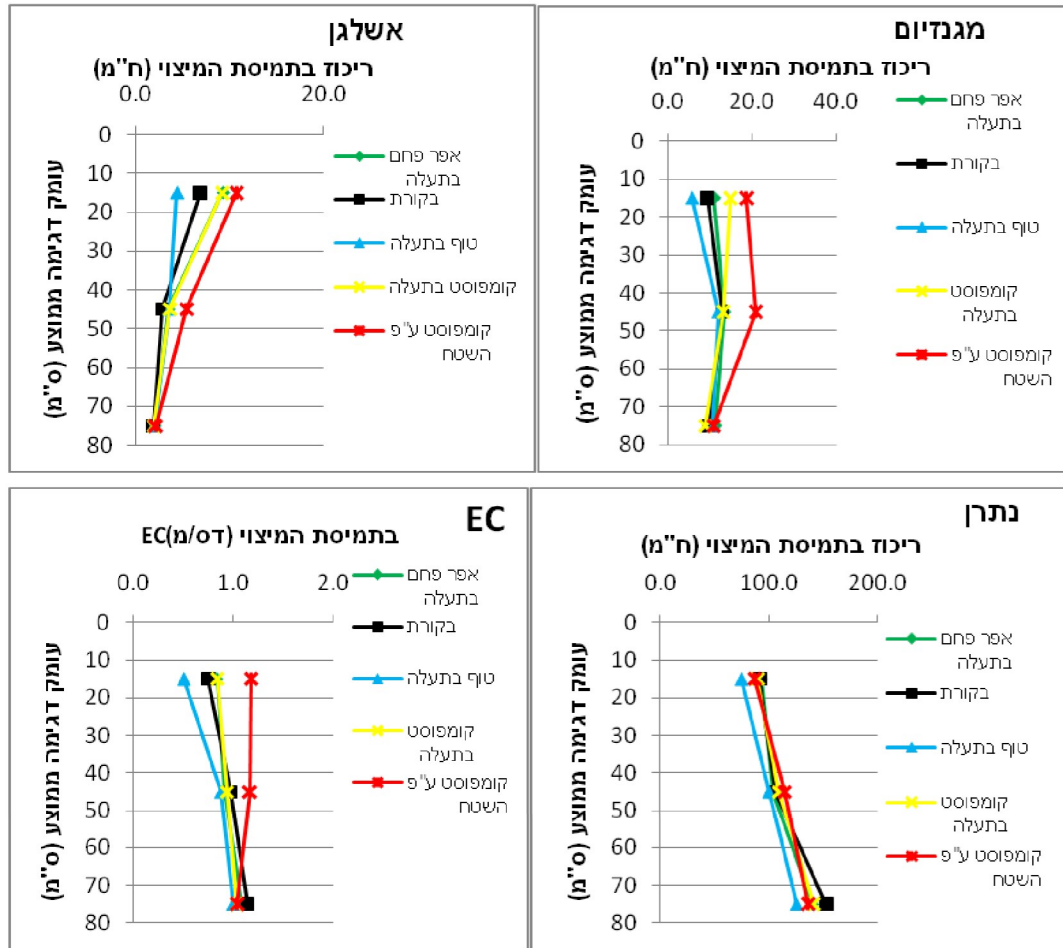 מגנזיום
ריכוז בתמיסת המיצוי (ח"מ)
0.0 20.0 40.0
0
10
20
30
40
50
60
70
80
עומק דגימה ממוצע (ס"מ)
אפר פחם
בתעלה
בקורת
טוף בתעלה
קומפוסט
בתעלה
קומפוסט ע"פ
השטח
אשלגן
ריכוז בתמיסת המיצוי (ח"מ)
0.0 20.0
0
10
20
30
40
50
60
70
80
עומק דגימה ממוצע (ס"מ)
אפר פחם
בתעלה
בקורת
טוף בתעלה
קומפוסט בתעלה
קומפוסט ע"פ
השטח
נתרן
ריכוז בתמיסת המיצוי (ח"מ)
0.0 100.0 200.0
0
10
20
30
40
50
60
70
80
עומק דגימה ממוצע (ס"מ)
אפר פחם
בתעלה
בקורת
טוף בתעלה
קומפוסט
בתעלה
קומפוסט ע"פ
השטח
EC
EC(בתמיסת המיצוי (דס/מ
0.0 1.0 2.0
0
10
20
30
40
50
60
70
80
עומק דגימה ממוצע (ס"מ)
אפר פחם
בתעלה
בקורת
טוף בתעלה
קומפוסט
בתעלה
קומפוסט ע"פ
השטח